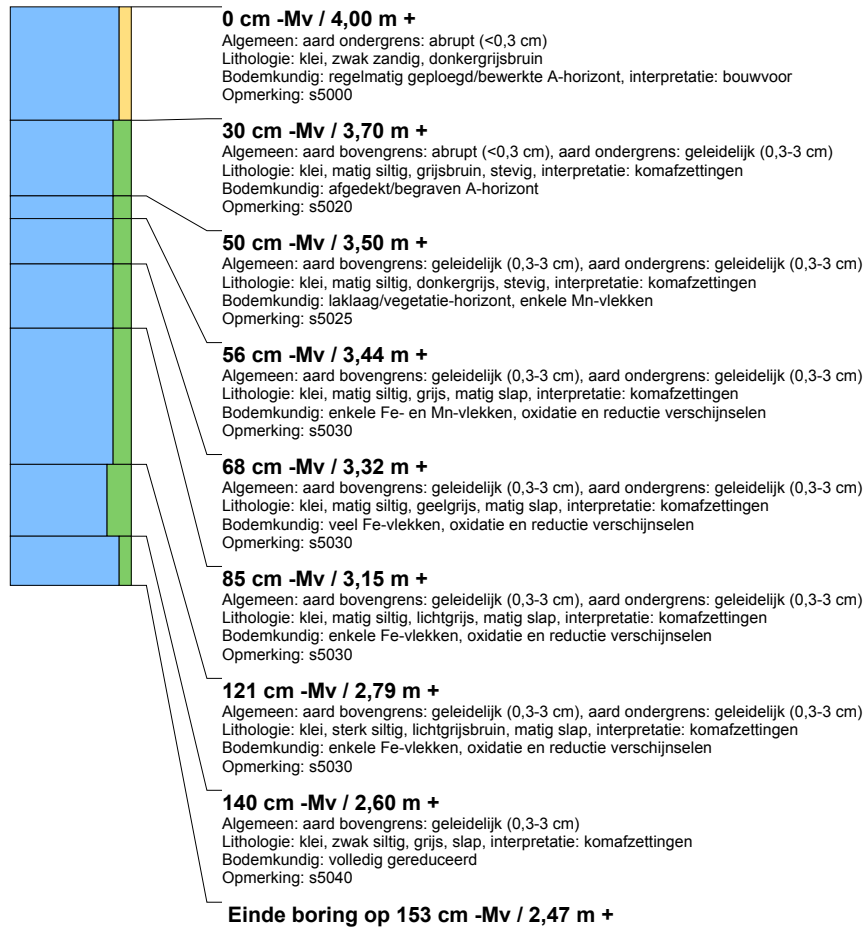 0 cm -Mv / 4,00 m +
Algemeen: aard ondergrens: abrupt (<0,3 cm)
Lithologie: klei, zwak zandig, donkergrijsbruin
Bodemkundig: regelmatig geploegd/bewerkte A-horizont, interpretatie: bouwvoor
Opmerking: s5000
30 cm -Mv / 3,70 m +
Algemeen: aard bovengrens: abrupt (<0,3 cm), aard ondergrens: geleidelijk (0,3-3 cm)
Lithologie: klei, matig siltig, grijsbruin, stevig, interpretatie: komafzettingen
Bodemkundig: afgedekt/begraven A-horizont
Opmerking: s5020
50 cm -Mv / 3,50 m +
Algemeen: aard bovengrens: geleidelijk (0,3-3 cm), aard ondergrens: geleidelijk (0,3-3 cm)
Lithologie: klei, matig siltig, donkergrijs, stevig, interpretatie: komafzettingen
Bodemkundig: laklaag/vegetatie-horizont, enkele Mn-vlekken
Opmerking: s5025
56 cm -Mv / 3,44 m +
Algemeen: aard bovengrens: geleidelijk (0,3-3 cm), aard ondergrens: geleidelijk (0,3-3 cm)
Lithologie: klei, matig siltig, grijs, matig slap, interpretatie: komafzettingen
Bodemkundig: enkele Fe- en Mn-vlekken, oxidatie en reductie verschijnselen
Opmerking: s5030
68 cm -Mv / 3,32 m +
Algemeen: aard bovengrens: geleidelijk (0,3-3 cm), aard ondergrens: geleidelijk (0,3-3 cm)
Lithologie: klei, matig siltig, geelgrijs, matig slap, interpretatie: komafzettingen
Bodemkundig: veel Fe-vlekken, oxidatie en reductie verschijnselen
Opmerking: s5030
85 cm -Mv / 3,15 m +
Algemeen: aard bovengrens: geleidelijk (0,3-3 cm), aard ondergrens: geleidelijk (0,3-3 cm)
Lithologie: klei, matig siltig, lichtgrijs, matig slap, interpretatie: komafzettingen
Bodemkundig: enkele Fe-vlekken, oxidatie en reductie verschijnselen
Opmerking: s5030
121 cm -Mv / 2,79 m +
Algemeen: aard bovengrens: geleidelijk (0,3-3 cm), aard ondergrens: geleidelijk (0,3-3 cm)
Lithologie: klei, sterk siltig, lichtgrijsbruin, matig slap, interpretatie: komafzettingen
Bodemkundig: enkele Fe-vlekken, oxidatie en reductie verschijnselen
Opmerking: s5030
140 cm -Mv / 2,60 m +
Algemeen: aard bovengrens: geleidelijk (0,3-3 cm)
Lithologie: klei, zwak siltig, grijs, slap, interpretatie: komafzettingen
Bodemkundig: volledig gereduceerd
Opmerking: s5040
Einde boring op 153 cm -Mv / 2,47 m +